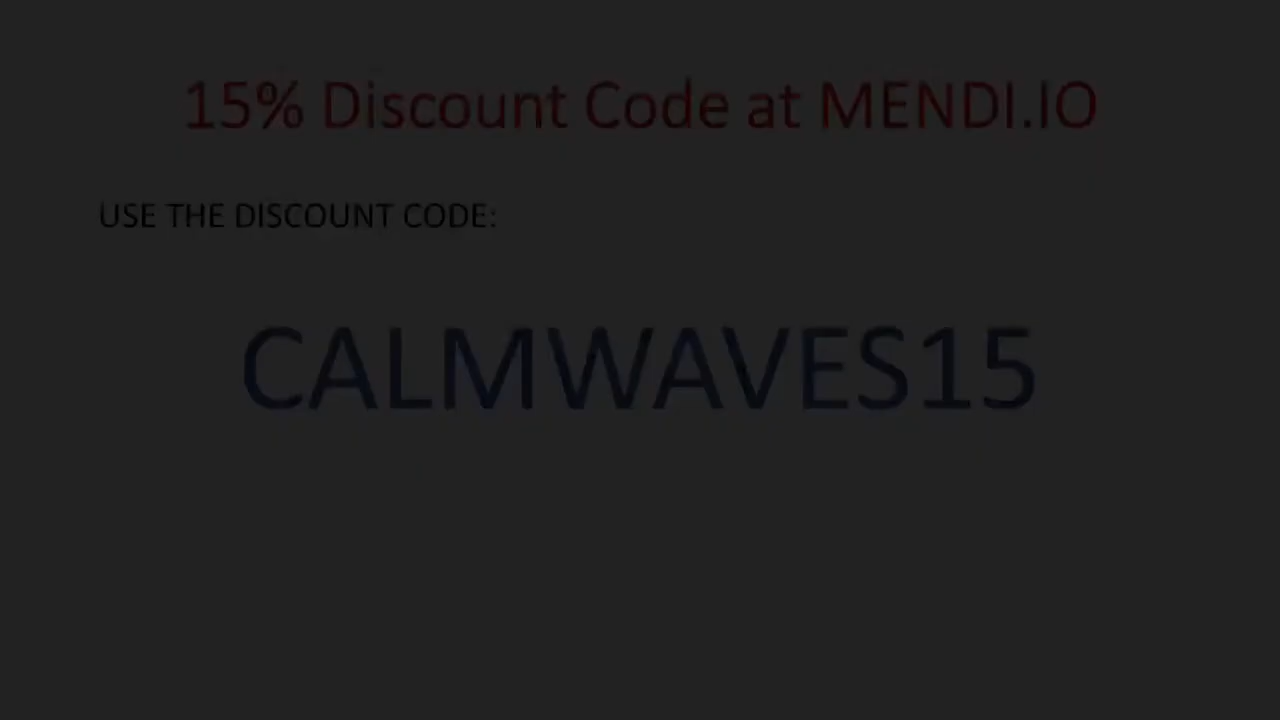 15% Discount Code at MENDI.IO
USE THE DISCOUNT CODE:
CALMWAVES15